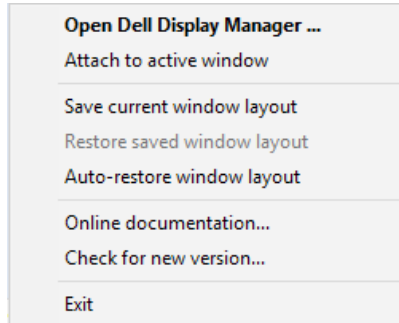 Open Dell Display Manager ...
Attach to active window
Save current window layout
Restore saved window layout
Auto-restore window layout
Online documentation...
Check for new version...
Exit